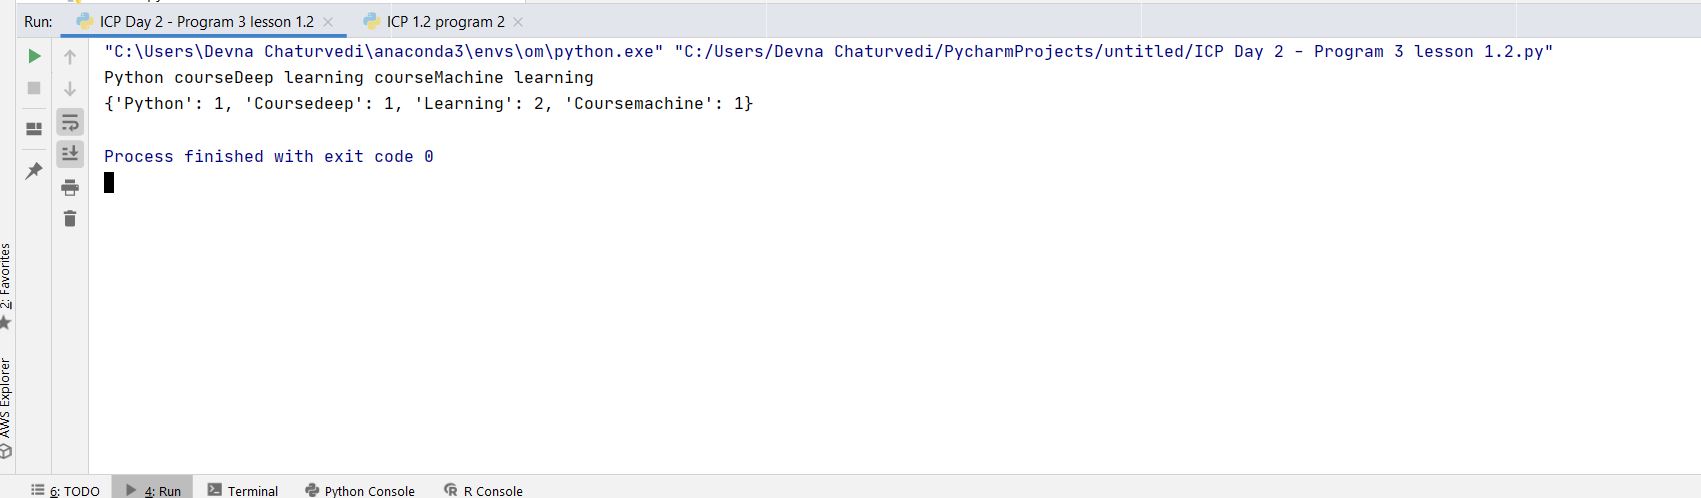 Run: ICP Day 2 - Program 3 lesson 1.2 × ICP 1.2 program 2 ×
"C:\Users\Devna Chaturvedi\anaconda3\envs\om\python.exe" "C:/Users/Devna Chaturvedi/PycharmProjects/untitled/ICP Day 2 - Program 3 lesson 1.2.py"
Python courseDeep learning courseMachine learning
{'Python': 1, 'Coursedeep': 1, 'Learning': 2, 'Coursemachine': 1}
Process finished with exit code 0
2: Favorites
AWS Explorer
6: TODO 4: Run Terminal Python Console R Console